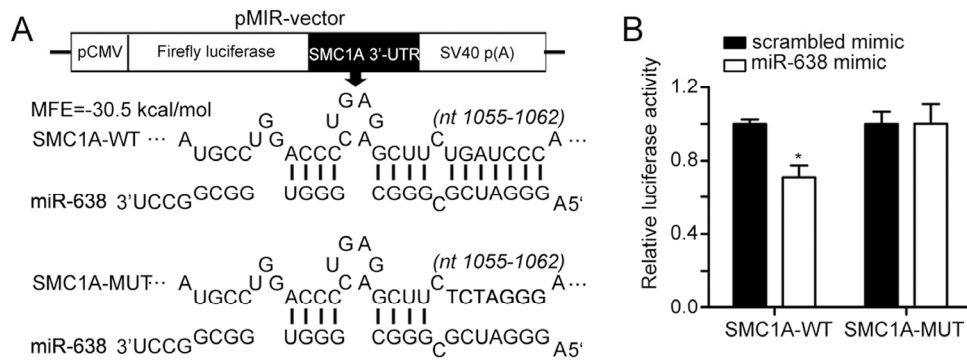 A
pMIR-vector
pCMV
Firefly luciferase
SMC1A 3'-UTR
SV40 p(A)
MFE=-30.5 kcal/mol
(nt 1055-1062)
SMC1A-WT ··· A UGCC U G ACCC U G A G C A GCUU C UGAUCCC A ···
miR-638 3'UCCG GCGG UGGG CGGG C GCUAGGG A5'
(nt 1055-1062)
SMC1A-MUT··· A UGCC U G ACCC U G A G C A GCUU C TCTAGGG A···
miR-638 3'UCCG GCGG UGGG CGGG C GCUAGGG A5'
B
scrambled mimic
miR-638 mimic
Relative luciferase activity
1.2
0.8
0.4
0.0
*
SMC1A-WT
SMC1A-MUT